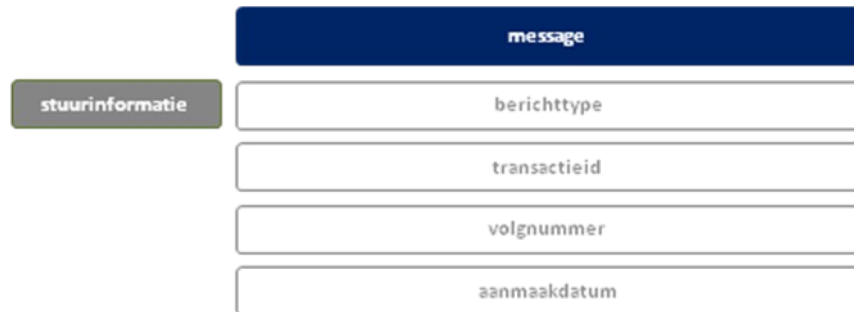 message
stuurinformatie
berichttype
transactieid
volgnummer
aanmaakdatum